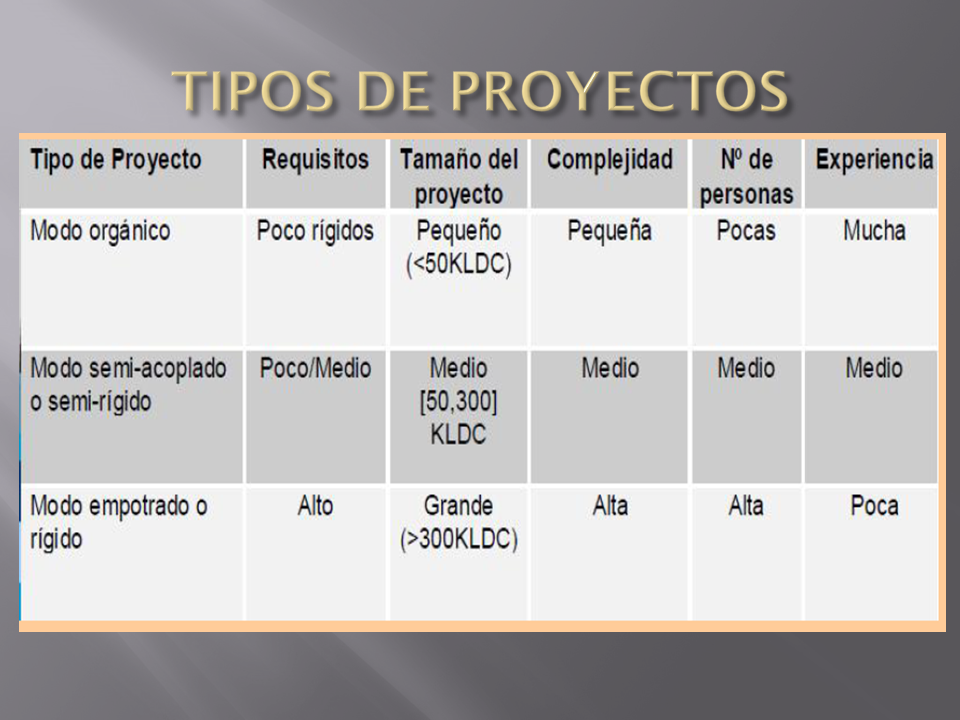 TIPOS DE PROYECTOS
Tipo de Proyecto Requisitos Tamaño del proyecto Complejidad Nº de personas Experiencia
Modo orgánico Poco rígidos Pequeño (<50KLDC) Pequeña Pocas Mucha
Modo semi-acoplado o semi-rígido Poco/Medio Medio [50,300] KLDC Medio Medio Medio
Modo empotrado o rígido Alto Grande (>300KLDC) Alta Alta Poca